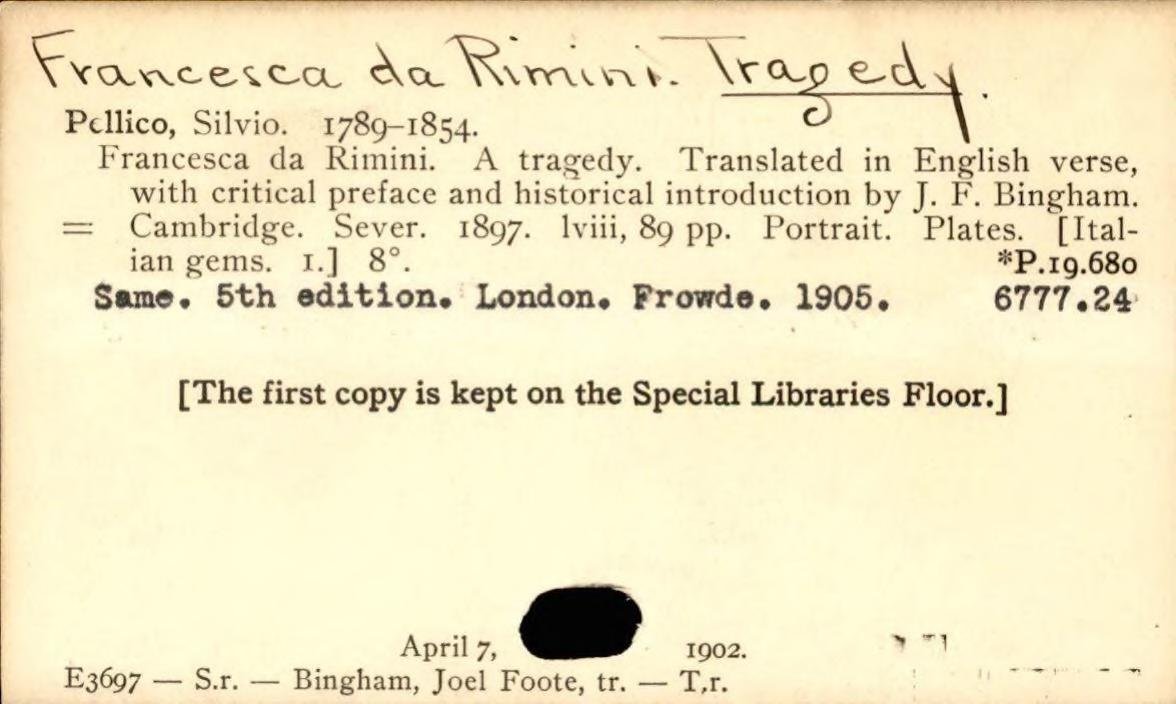 Francesca da Rimini. Tragedy.
Pellico, Silvio. 1789–1854.
Francesca da Rimini. A tragedy. Translated in English verse,
with critical preface and historical introduction by J. F. Bingham.
= Cambridge. Sever. 1897. lviii, 89 pp. Portrait. Plates. [Ital-
ian gems. 1.] 8°. *P.19.680
Same. 5th edition. London. Frowde. 1905. 6777.24
[The first copy is kept on the Special Libraries Floor.]
April 7, 1902.
E3697 — S.r. — Bingham, Joel Foote, tr. — T.r.